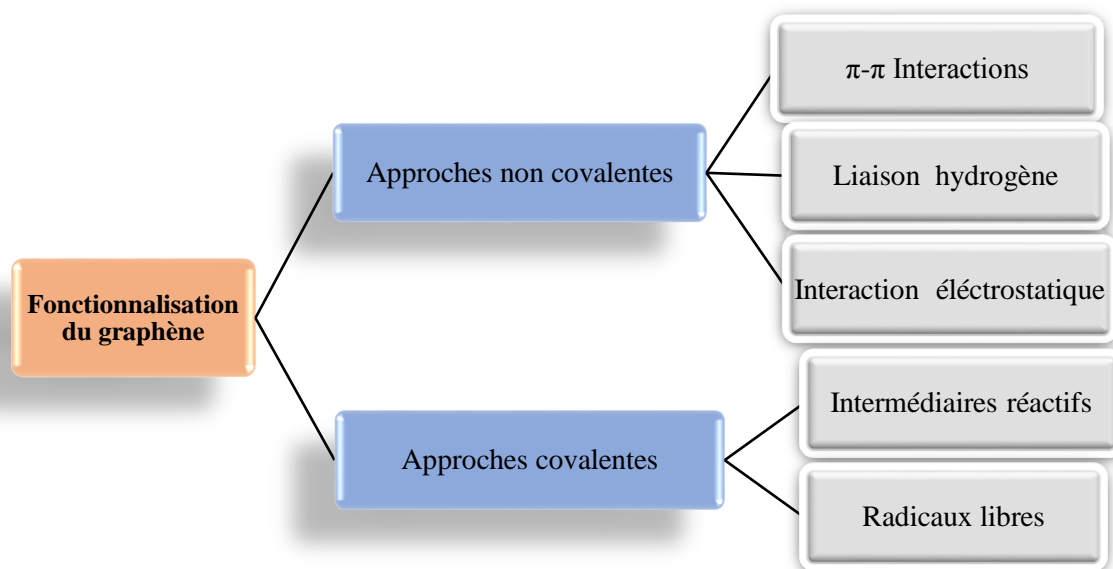 Fonctionnalisation
du graphène
Approches non covalentes
π-π Interactions
Liaison hydrogène
Interaction éléctrostatique
Approches covalentes
Intermédiaires réactifs
Radicaux libres